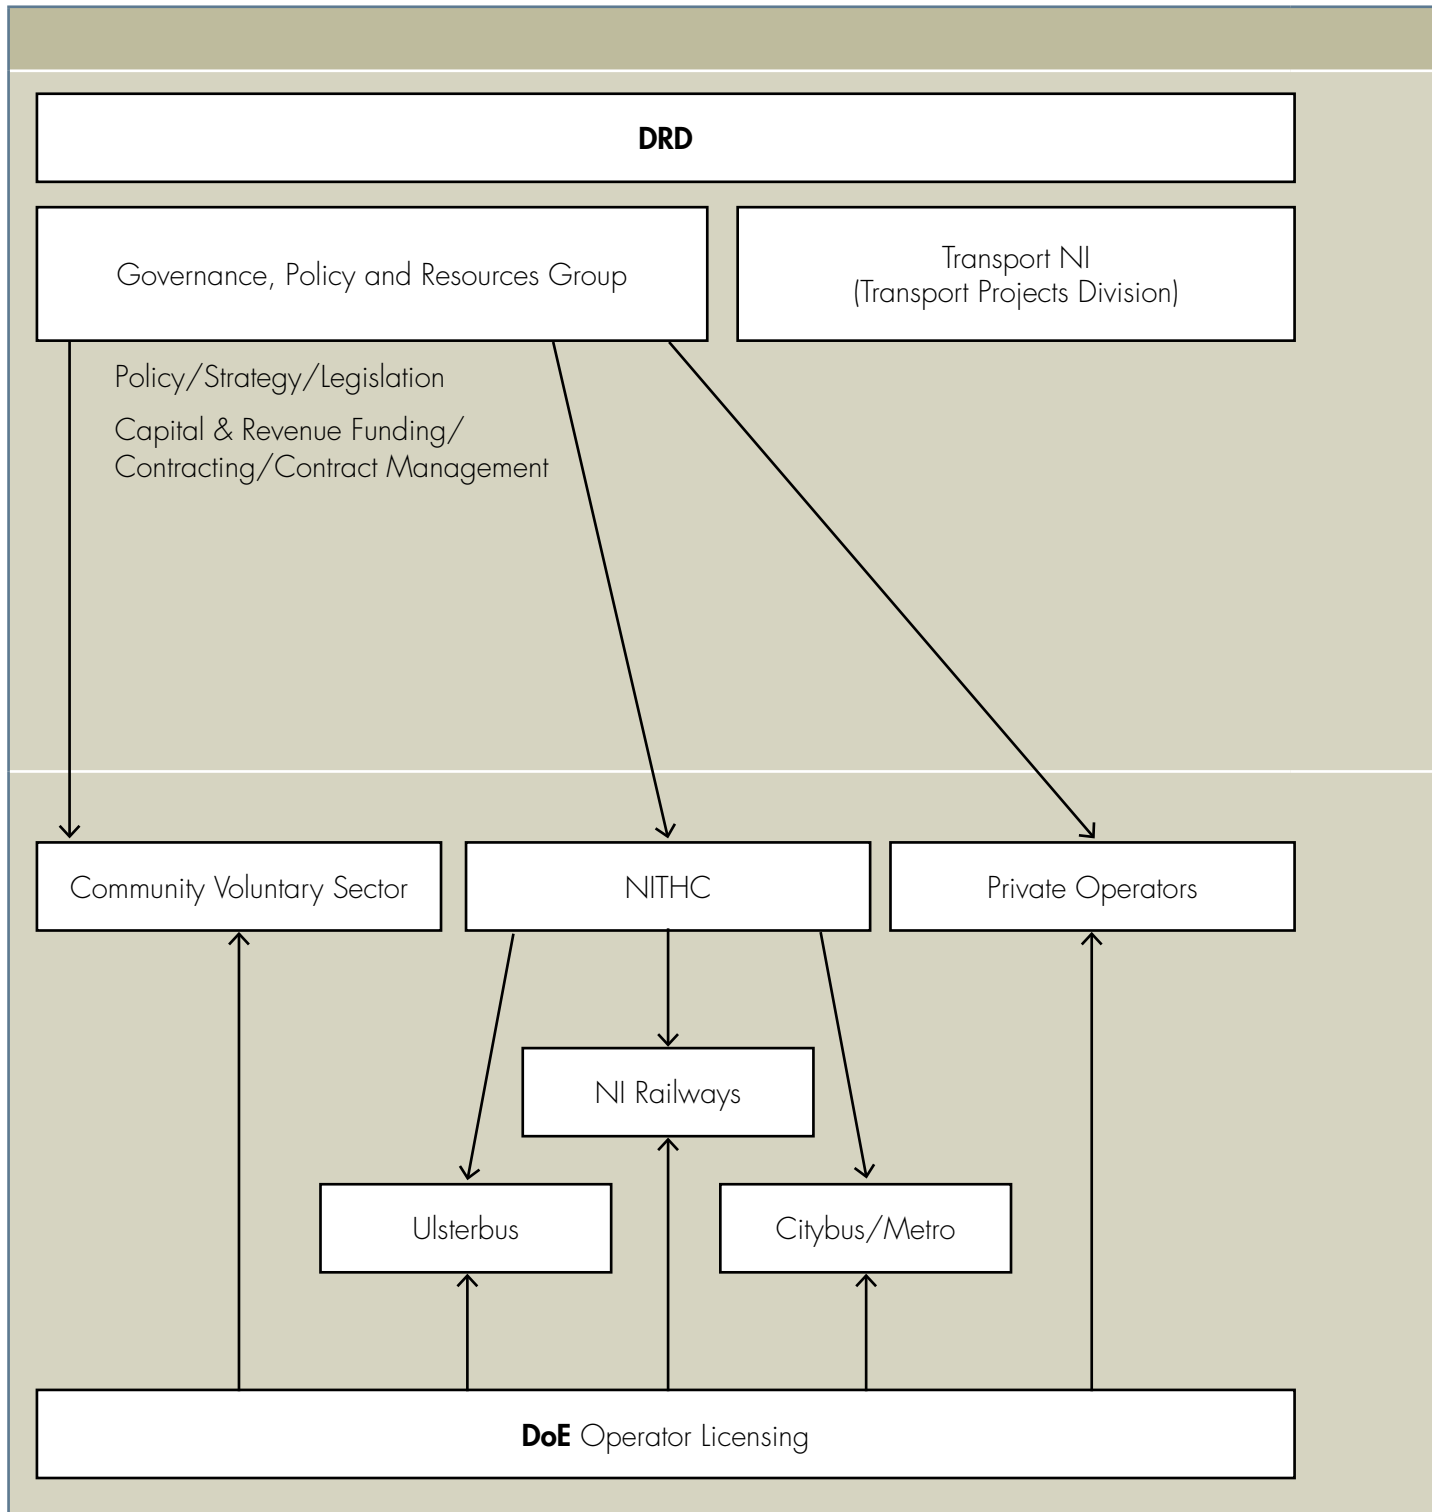 DRD
Governance, Policy and Resources Group
Transport NI
(Transport Projects Division)
Policy/Strategy/Legislation
Capital & Revenue Funding/
Contracting/Contract Management
Community Voluntary Sector
NITHC
Private Operators
NI Railways
Ulsterbus
Citybus/Metro
DoE Operator Licensing